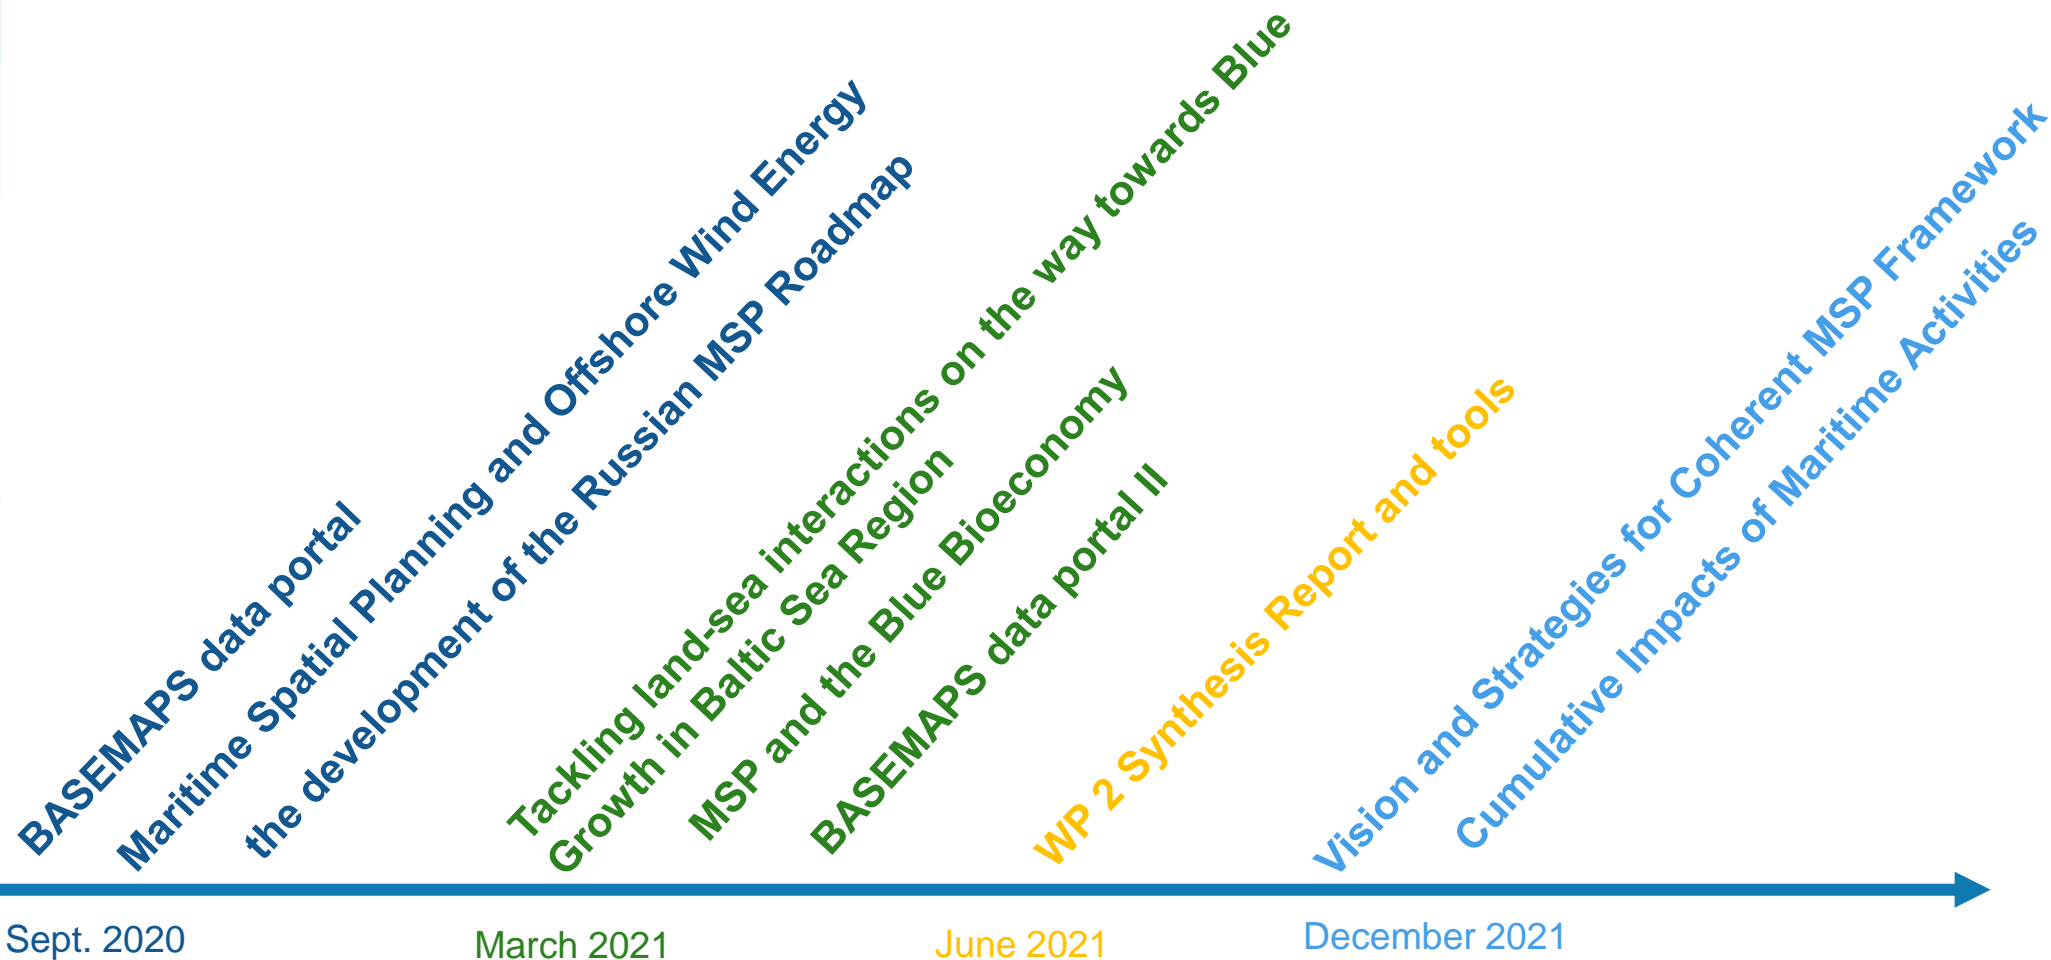 BASEMAPS data portal
Maritime Spatial Planning and Offshore Wind Energy
the development of the Russian MSP Roadmap
Tackling land-sea interactions on the way towards Blue
Growth in Baltic Sea Region
MSP and the Blue Bioeconomy
BASEMAPS data portal II
WP 2 Synthesis Report and tools
Vision and Strategies for Coherent MSP Framework
Cumulative Impacts of Maritime Activities
Sept. 2020
March 2021
June 2021
December 2021